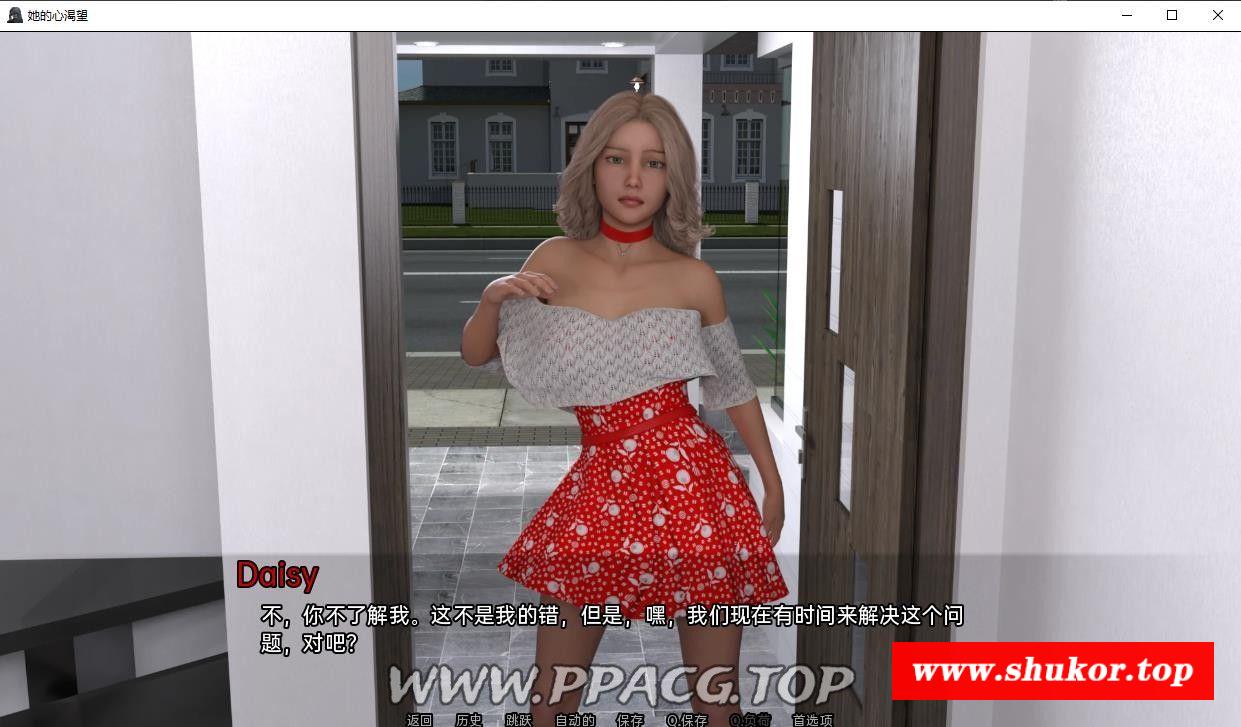 她的心渴望
Daisy
不，你不了解我。这不是我的错，但是，嘿，我们现在有时间来解决这个问
题，对吧？
www.shukor.top
WWW.PPACG.TOP
返回 历史 跳跃 自动的 保存 Q.保存 Q.负荷 首选项